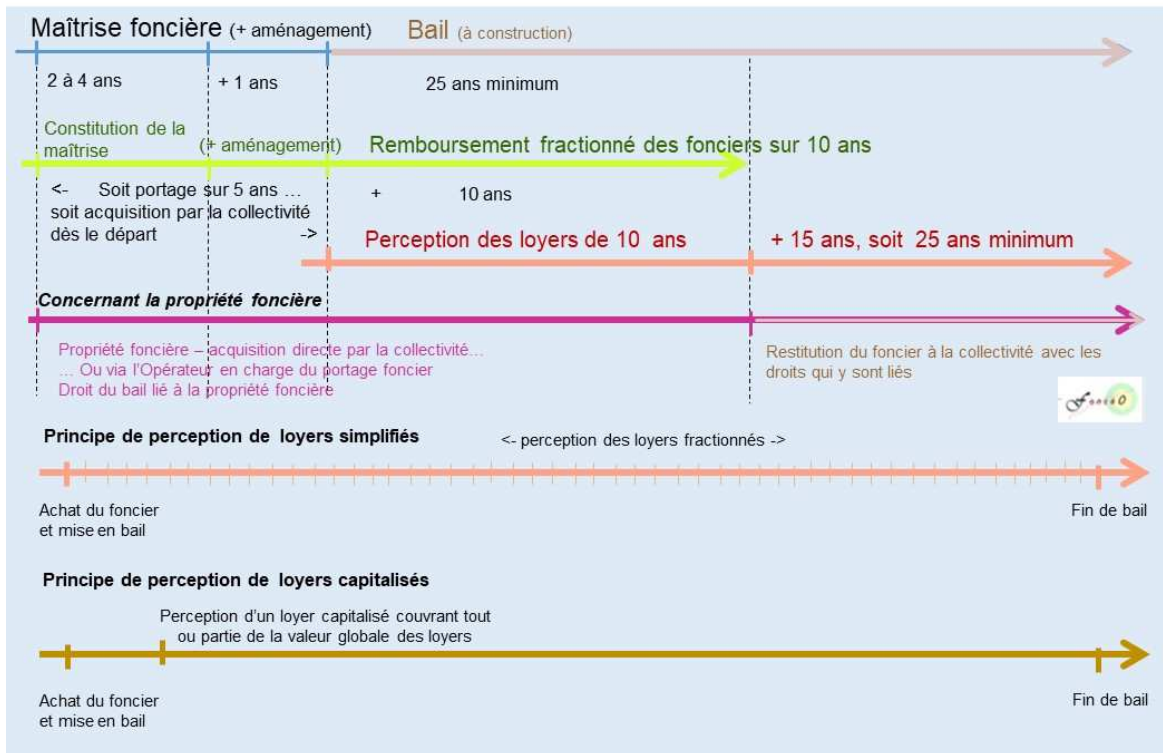 Maîtrise foncière (+ aménagement) Bail (à construction)
2 à 4 ans + 1 ans 25 ans minimum
Constitution de la
maîtrise (+ aménagement) Remboursement fractionné des fonciers sur 10 ans
<- Soit portage sur 5 ans … + 10 ans
soit acquisition par la collectivité
dès le départ ->
Perception des loyers de 10 ans + 15 ans, soit 25 ans minimum
Concernant la propriété foncière
Propriété foncière – acquisition directe par la collectivité…
… Ou via l’Opérateur en charge du portage foncier
Droit du bail lié à la propriété foncière
Restitution du foncier à la collectivité avec les
droits qui y sont liés
Principe de perception de loyers simplifiés <- perception des loyers fractionnés ->
Achat du foncier
et mise en bail
Fin de bail
Principe de perception de loyers capitalisés
Perception d’un loyer capitalisé couvrant tout
ou partie de la valeur globale des loyers
Achat du foncier
et mise en bail
Fin de bail